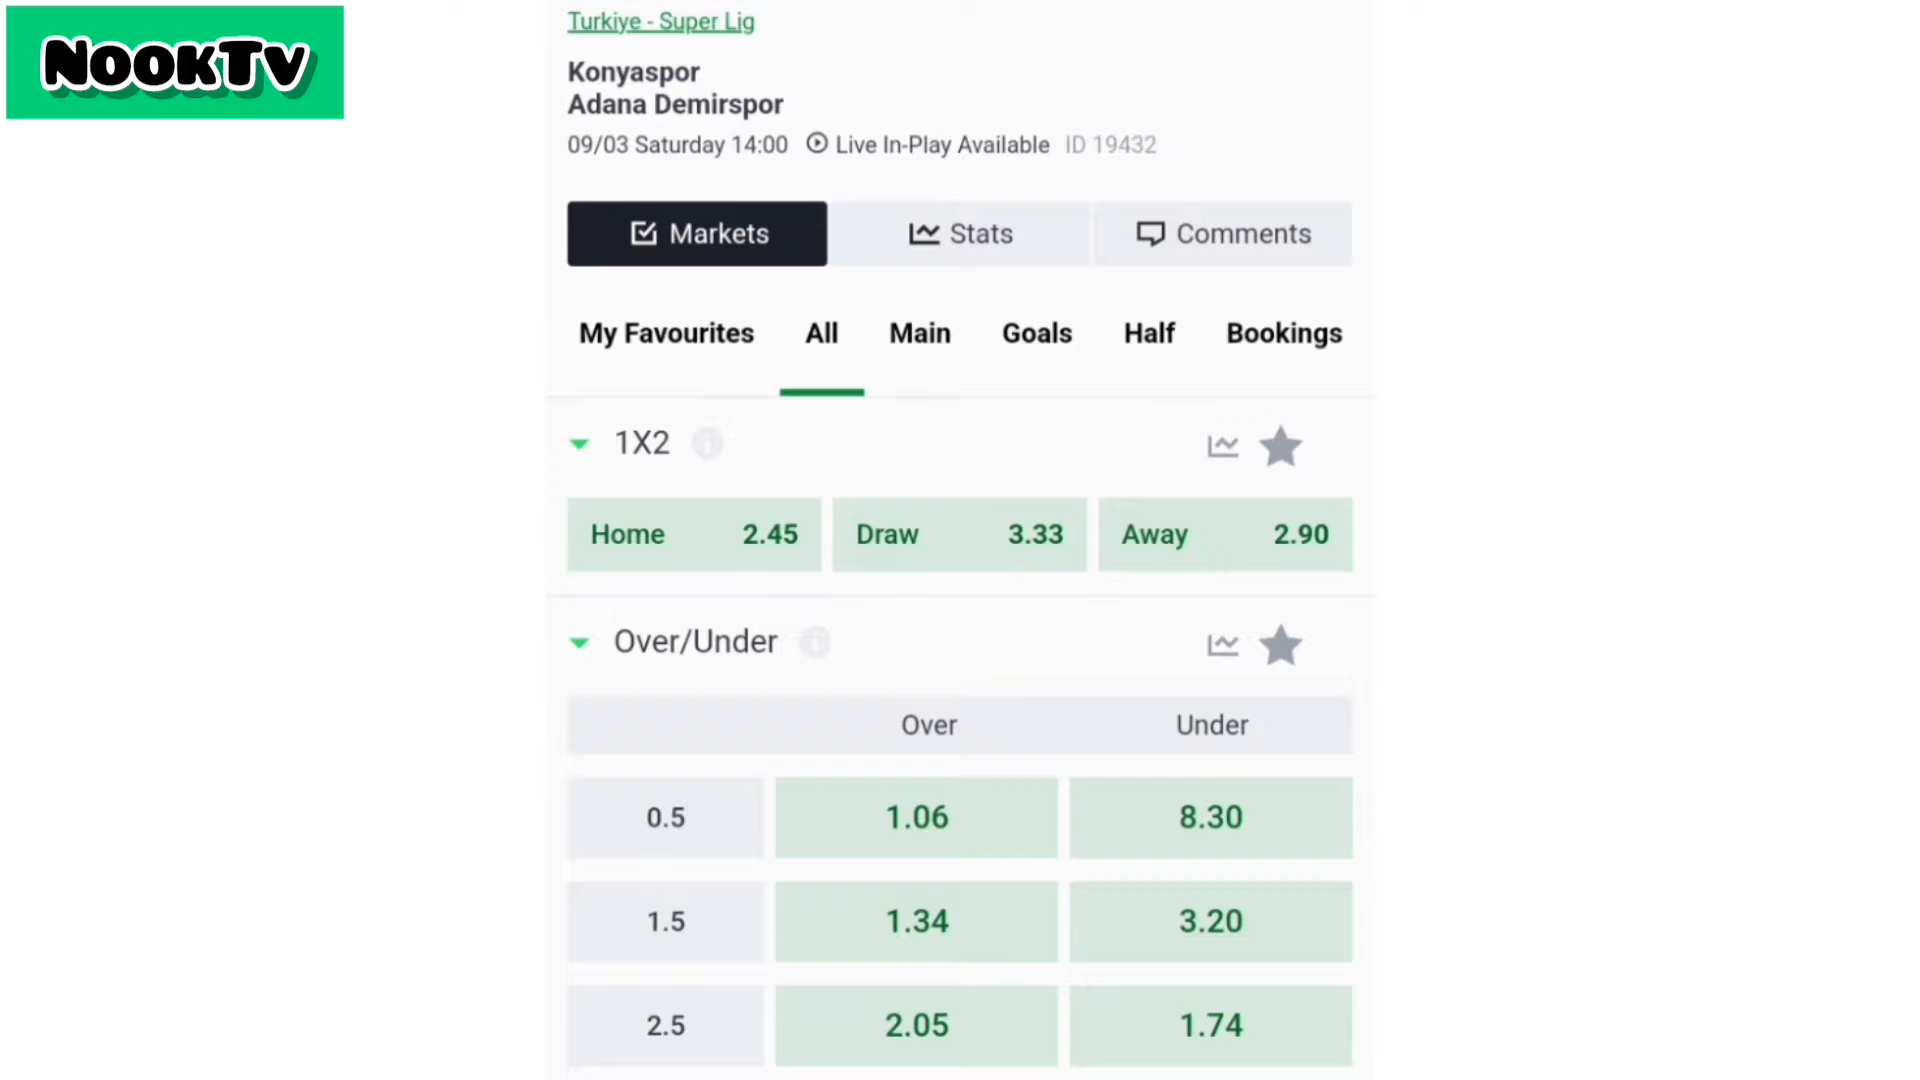 NookTv
Turkiye - Super Lig
Konyaspor
Adana Demirspor
09/03 Saturday 14:00 Live In-Play Available ID 19432
Markets Stats Comments
My Favourites All Main Goals Half Bookings
1X2
Home 2.45 Draw 3.33 Away 2.90
Over/Under
Over Under
0.5 1.06 8.30
1.5 1.34 3.20
2.5 2.05 1.74